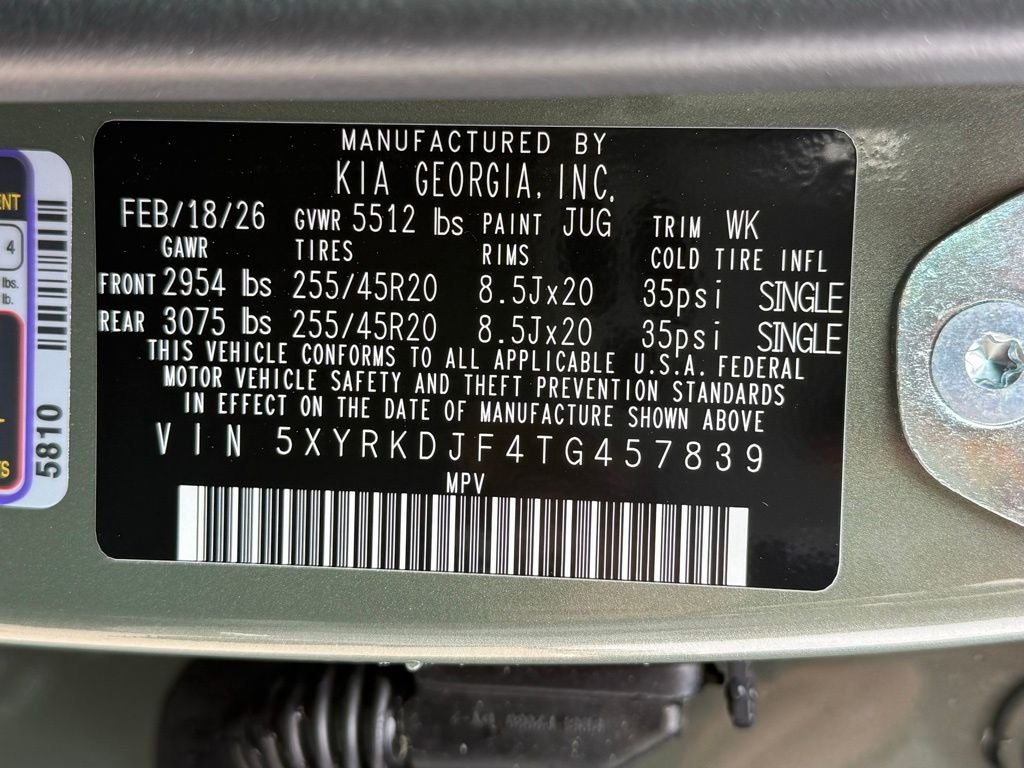 MANUFACTURED BY
KIA GEORGIA, INC.
FEB/18/26 GVWR 5512 lbs PAINT JUG TRIM WK
GAWR TIRES RIMS COLD TIRE INFL
FRONT 2954 lbs 255/45R20 8.5Jx20 35psi SINGLE
REAR 3075 lbs 255/45R20 8.5Jx20 35psi SINGLE
THIS VEHICLE CONFORMS TO ALL APPLICABLE U.S.A. FEDERAL
MOTOR VEHICLE SAFETY AND THEFT PREVENTION STANDARDS
IN EFFECT ON THE DATE OF MANUFACTURE SHOWN ABOVE
VIN 5XYRKDJF4TG457839
MPV
4
lbs.
lb.
5810